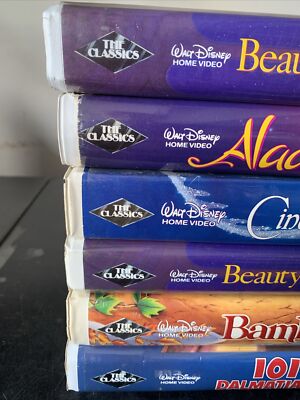 THE CLASSICS WALT DISNEY HOME VIDEO Beau
THE CLASSICS WALT DISNEY HOME VIDEO Alad
THE CLASSICS WALT DISNEY HOME VIDEO Cin
THE CLASSICS WALT DISNEY HOME VIDEO Beauty
THE CLASSICS WALT DISNEY HOME VIDEO Bam
THE CLASSICS WALT DISNEY HOME VIDEO 101 DALMATIANS